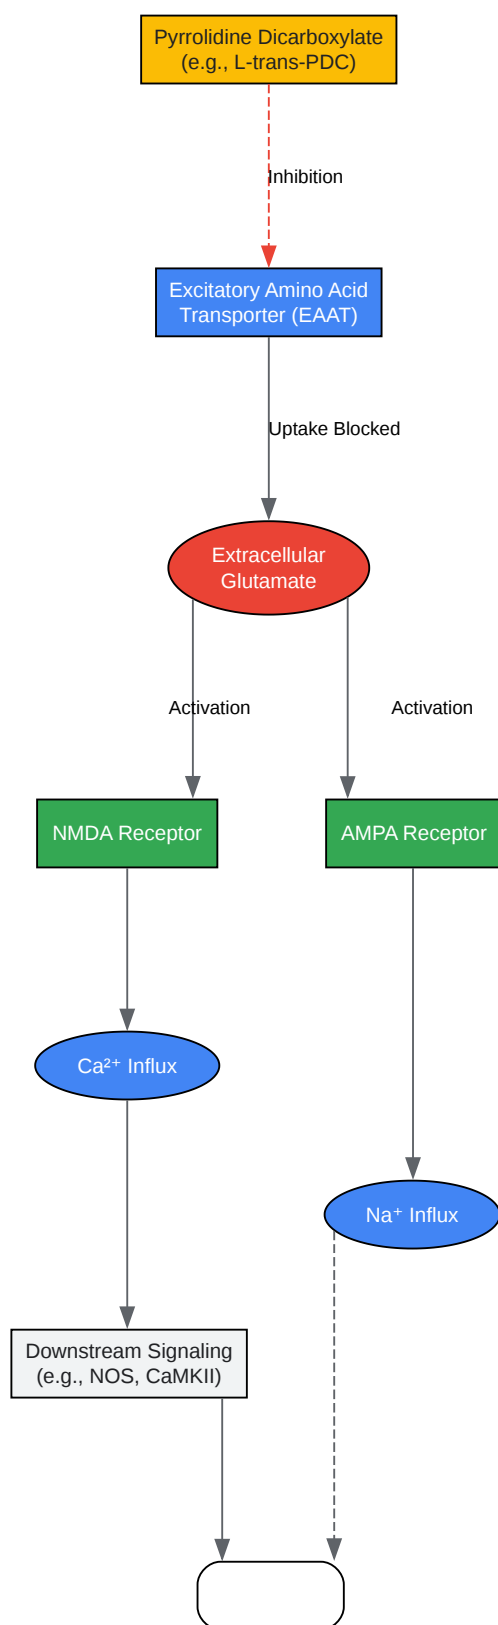 Pyrrolidine Dicarboxylate
(e.g., L-trans-PDC)
Inhibition
Excitatory Amino Acid
Transporter (EAAT)
Uptake Blocked
Extracellular
Glutamate
Activation
Activation
NMDA Receptor
AMPA Receptor
Ca²⁺ Influx
Na⁺ Influx
Downstream Signaling
(e.g., NOS, CaMKII)